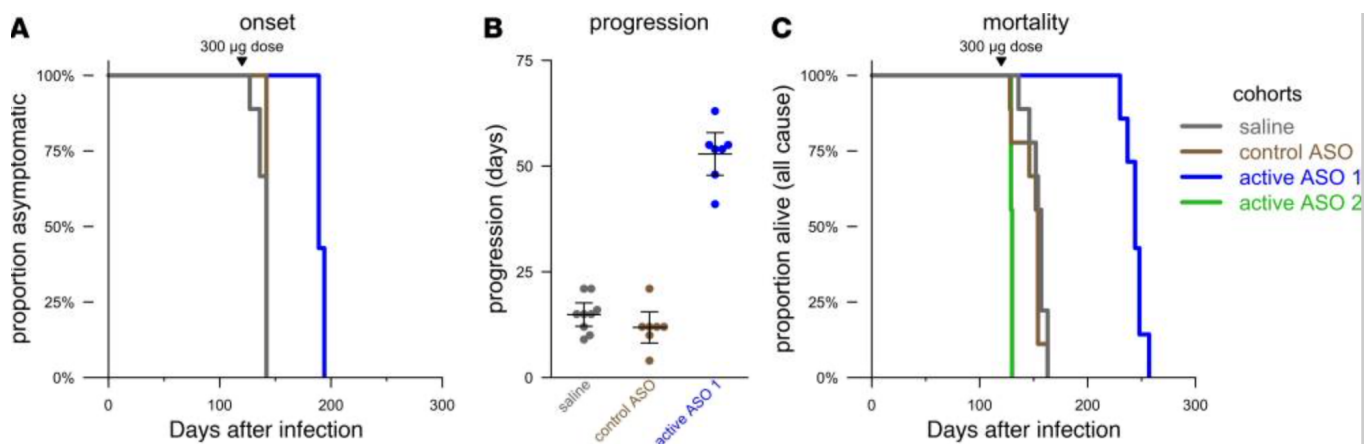 A
onset
300 µg dose
proportion asymptomatic
100%
75%
50%
25%
0%
0
100
200
300
Days after infection
B
progression
progression (days)
75
50
25
0
saline
control ASO
active ASO 1
C
mortality
300 µg dose
proportion alive (all cause)
100%
75%
50%
25%
0%
0
100
200
300
Days after infection
cohorts
saline
control ASO
active ASO 1
active ASO 2